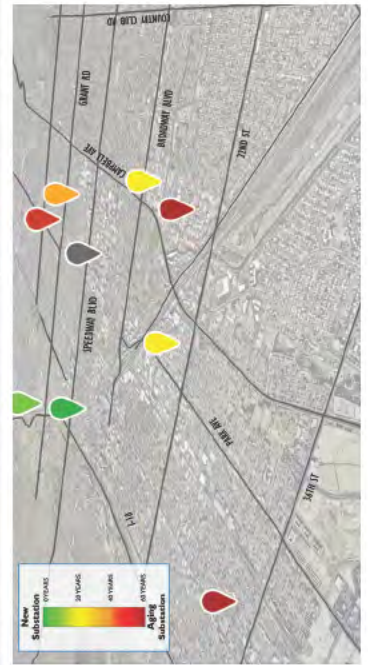 COUNTRY CLUB RD
GRANT RD
BROADWAY BLVD
CAMPBELL AVE
22ND ST
SPEEDWAY BLVD
PARK AVE
I-10
36TH ST
New
Substation
0 YEARS
20 YEARS
40 YEARS
60 YEARS
Aging
Substation